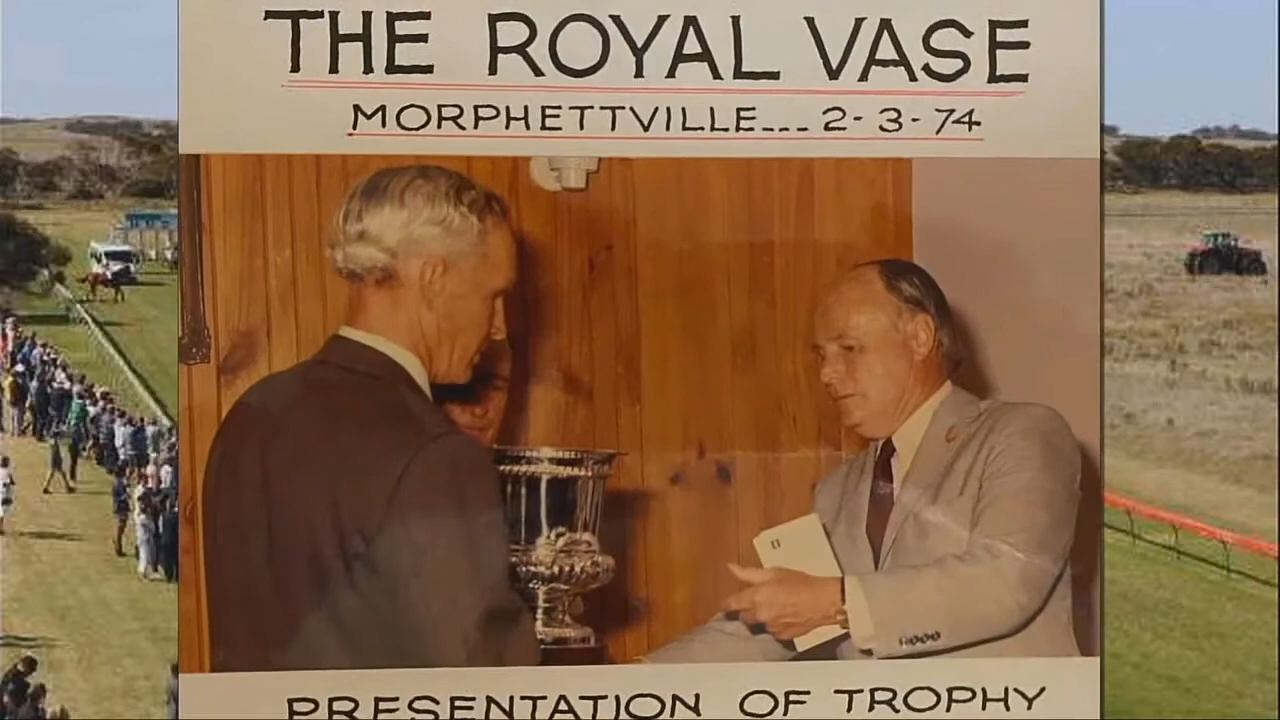 THE ROYAL VASE
MORPHETTVILLE--- 2-3-74
PRESENTATION OF TROPHY